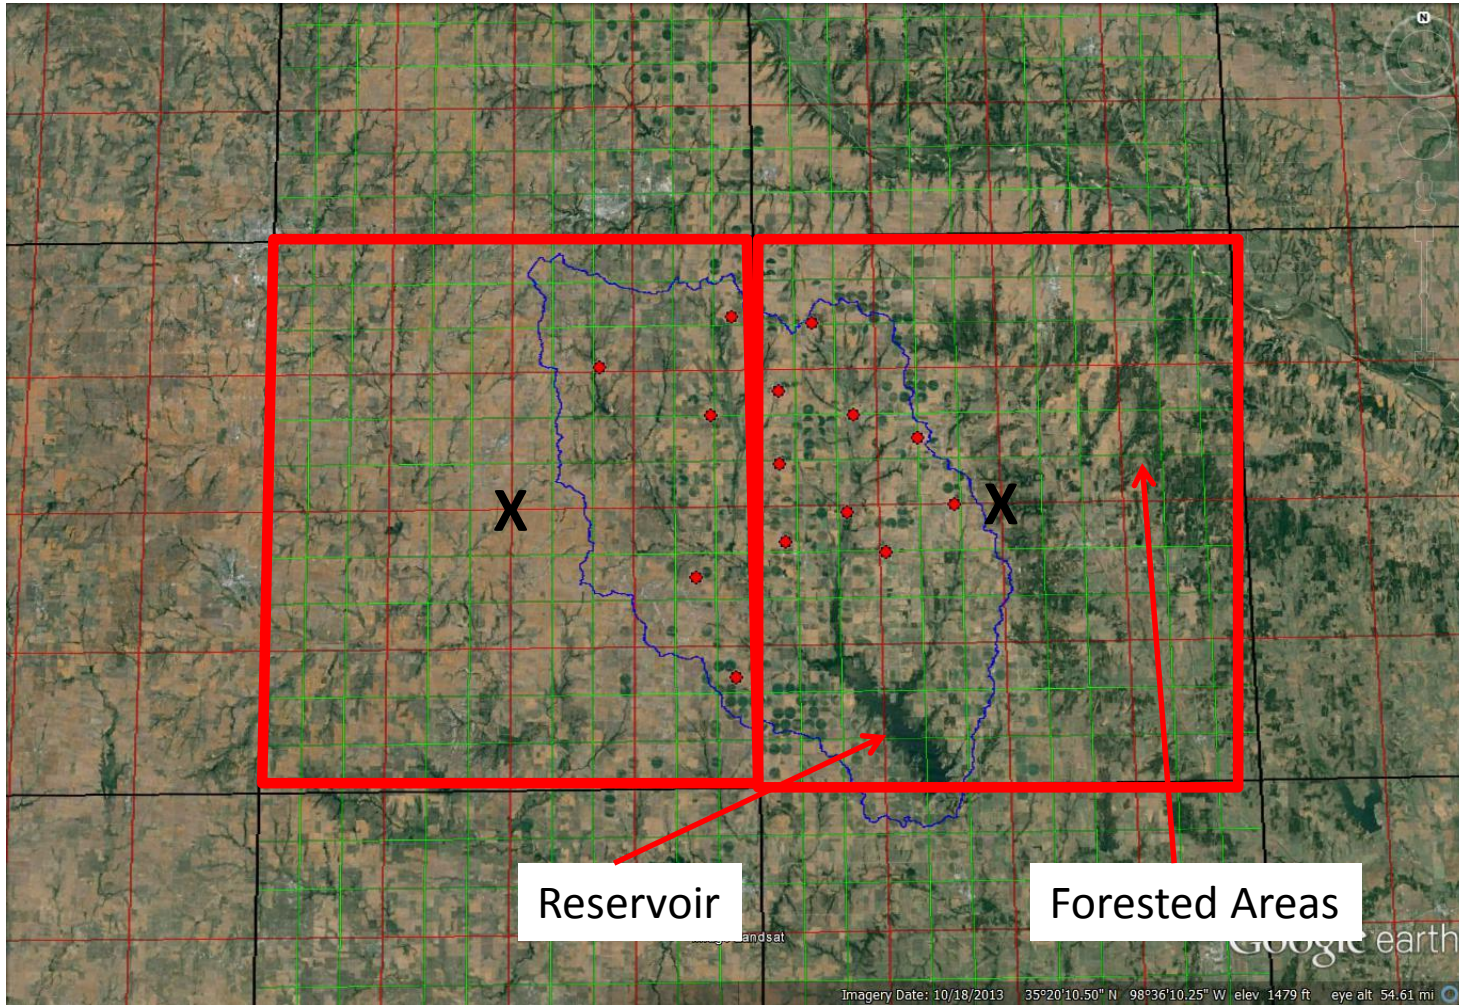 N
X
X
Reservoir
Forested Areas
Landsat
Google earth
Imagery Date: 10/18/2013 35°20'10.50" N 98°36'10.25" W elev 1479 ft eye alt 54.61 mi